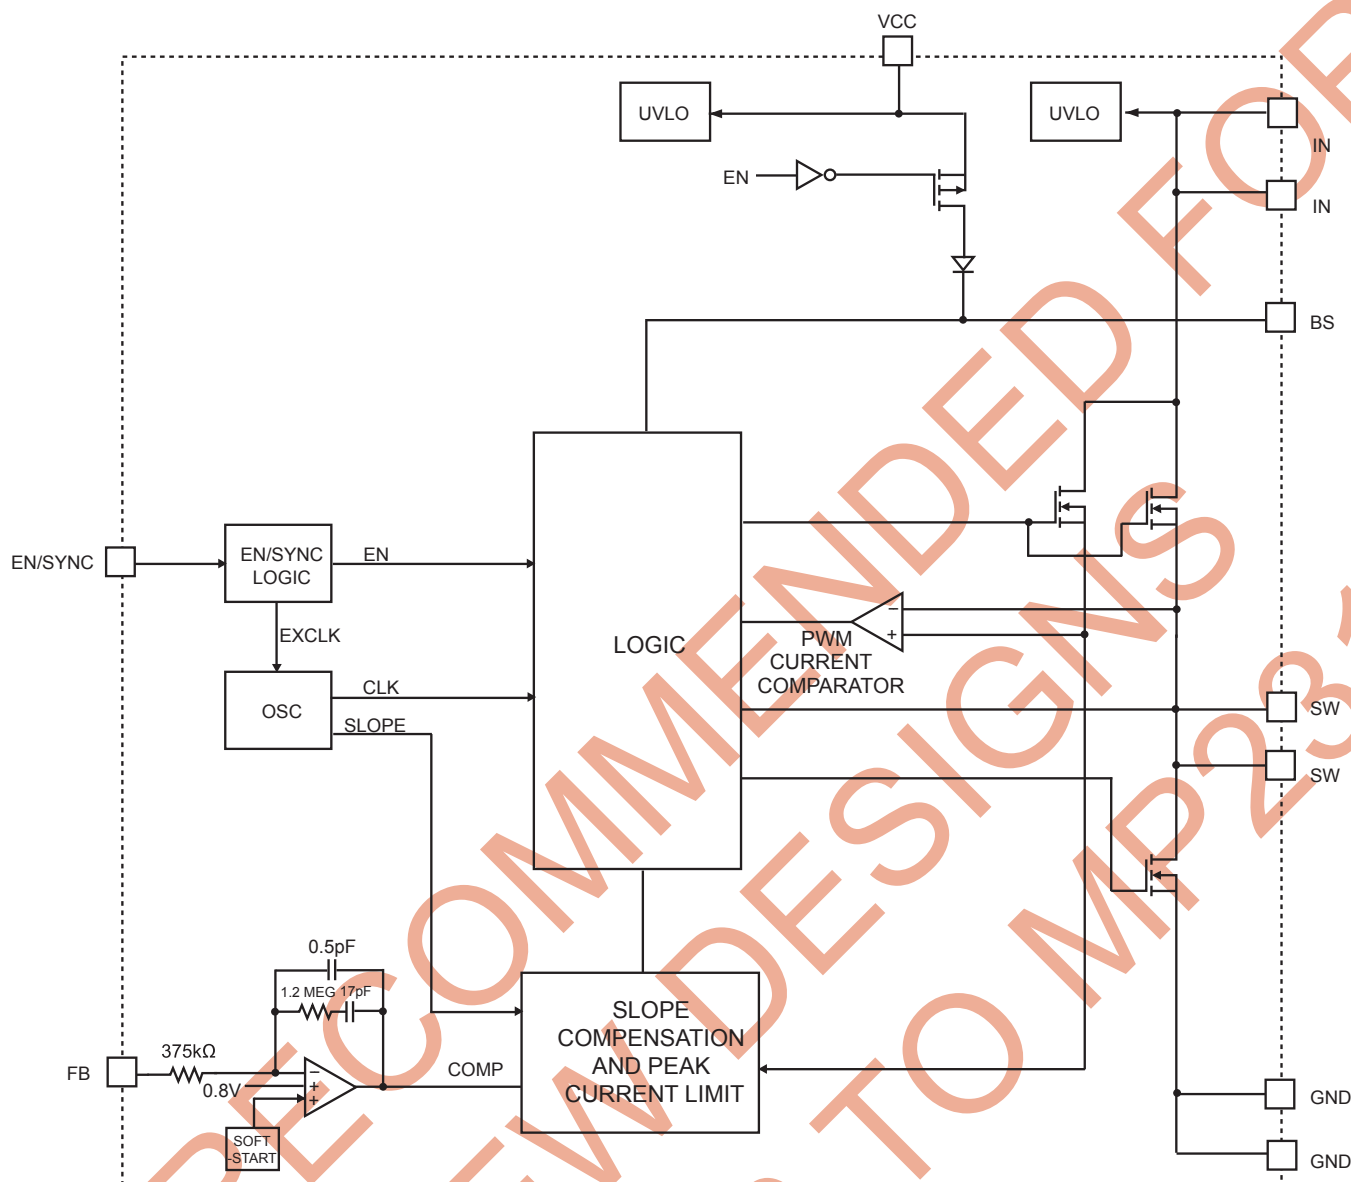 VCC
UVLO
UVLO
IN
EN
IN
BS
EN/SYNC
EN/SYNC
LOGIC
EN
EXCLK
OSC
CLK
SLOPE
LOGIC
PWM
CURRENT
COMPARATOR
−
+
SW
SW
0.5pF
1.2 MEG 17pF
375kΩ
FB
0.8V
−
+
+
COMP
SOFT
-START
SLOPE
COMPENSATION
AND PEAK
CURRENT LIMIT
GND
GND
RECOMMENDED FOR
EW DESIGNS
TO MP23